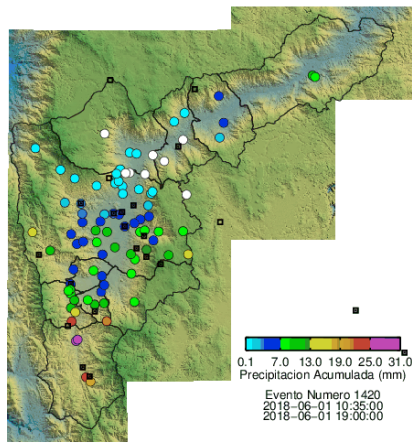 0.1 7.0 13.0 19.0 25.0 31.0
Precipitacion Acumulada (mm)
Evento Numero 1420
2018-06-01 10:35:00
2018-06-01 19:00:00